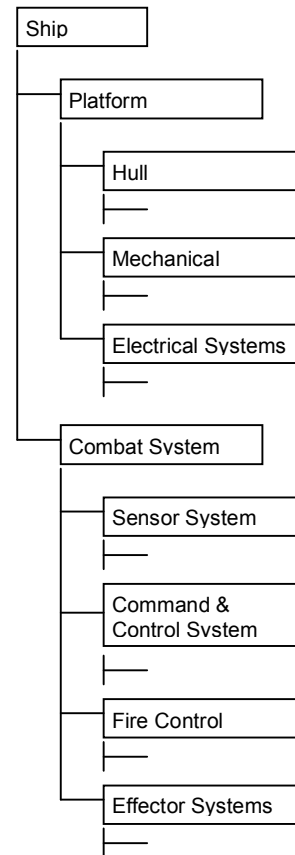 Ship
Platform
Hull
Mechanical
Electrical Systems
Combat System
Sensor System
Command &
Control System
Fire Control
Effector Systems